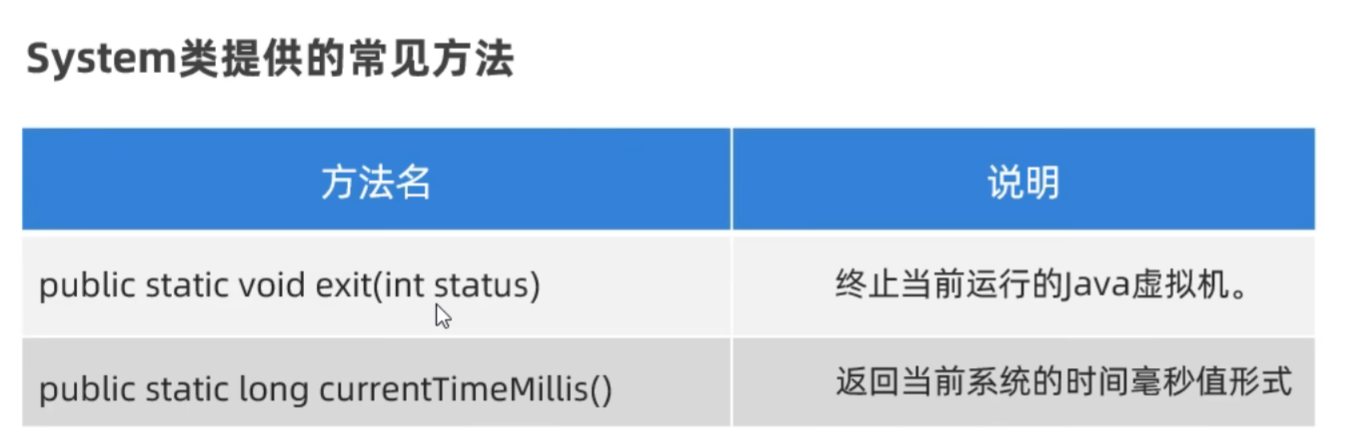 System类提供的常见方法
方法名 说明
public static void exit(int status) 终止当前运行的Java虚拟机。
public static long currentTimeMillis() 返回当前系统的时间毫秒值形式